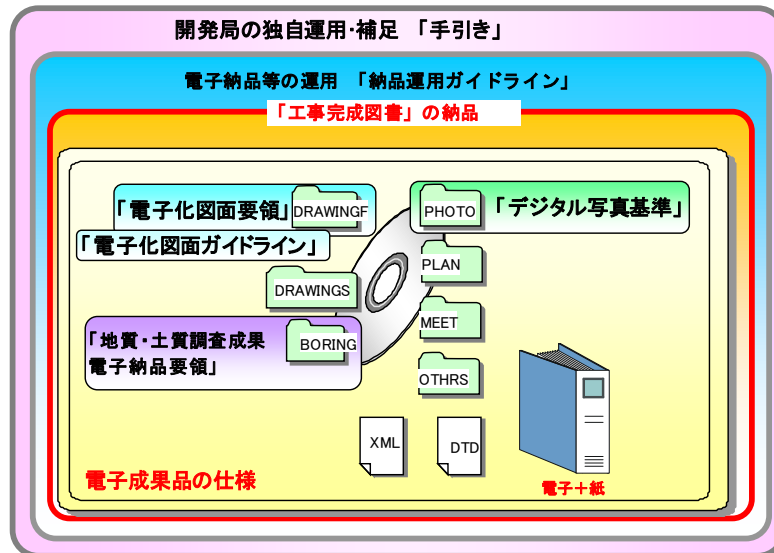 開発局の独自運用・補足 「手引き」
電子納品等の運用 「納品運用ガイドライン」
「工事完成図書」の納品
「電子化図面要領」
DRAWINGF
「電子化図面ガイドライン」
PHOTO
「デジタル写真基準」
PLAN
DRAWINGS
MEET
「地質・土質調査成果
電子納品要領」
BORING
OTHRS
XML
DTD
電子成果品の仕様
電子＋紙